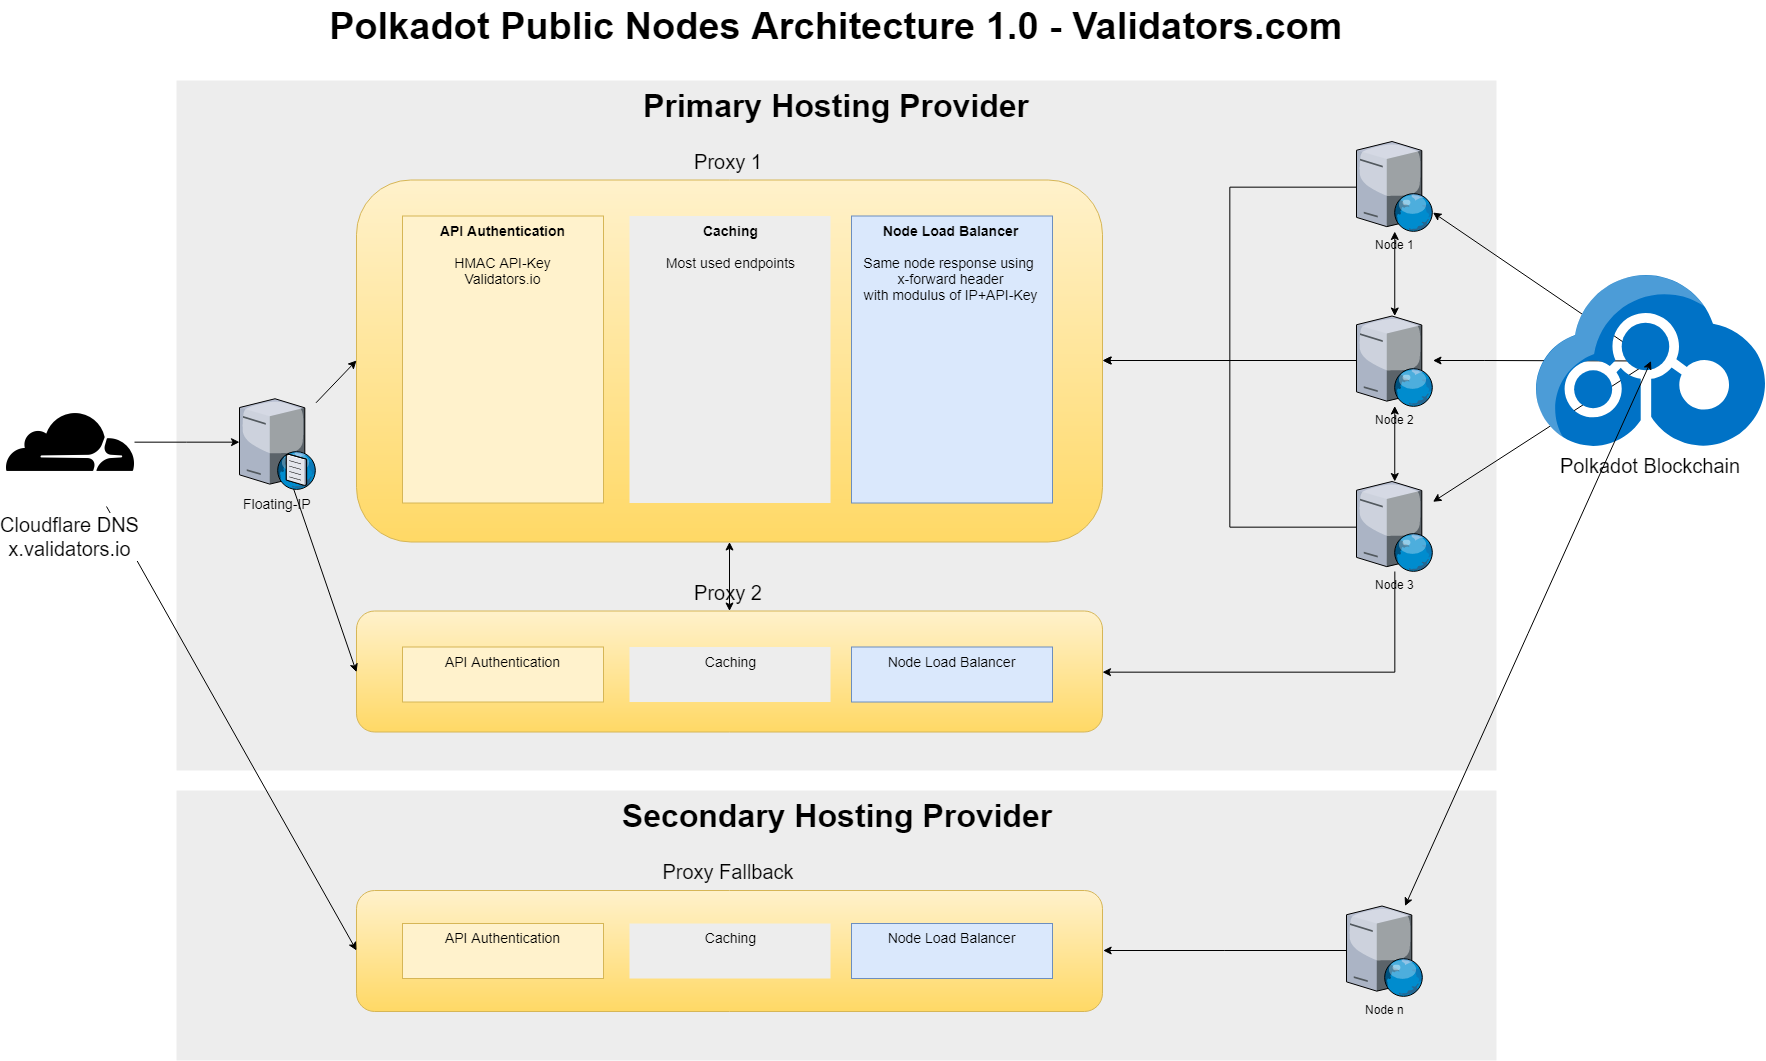 Polkadot Public Nodes Architecture 1.0 - Validators.com
Primary Hosting Provider
Proxy 1
API Authentication
HMAC API-Key
Validators.io
Caching
Most used endpoints
Node Load Balancer
Same node response using
x-forward header
with modulus of IP+API-Key
Node 1
Node 2
Node 3
Polkadot Blockchain
Floating-IP
Cloudflare DNS
x.validators.io
Proxy 2
API Authentication
Caching
Node Load Balancer
Secondary Hosting Provider
Proxy Fallback
API Authentication
Caching
Node Load Balancer
Node n